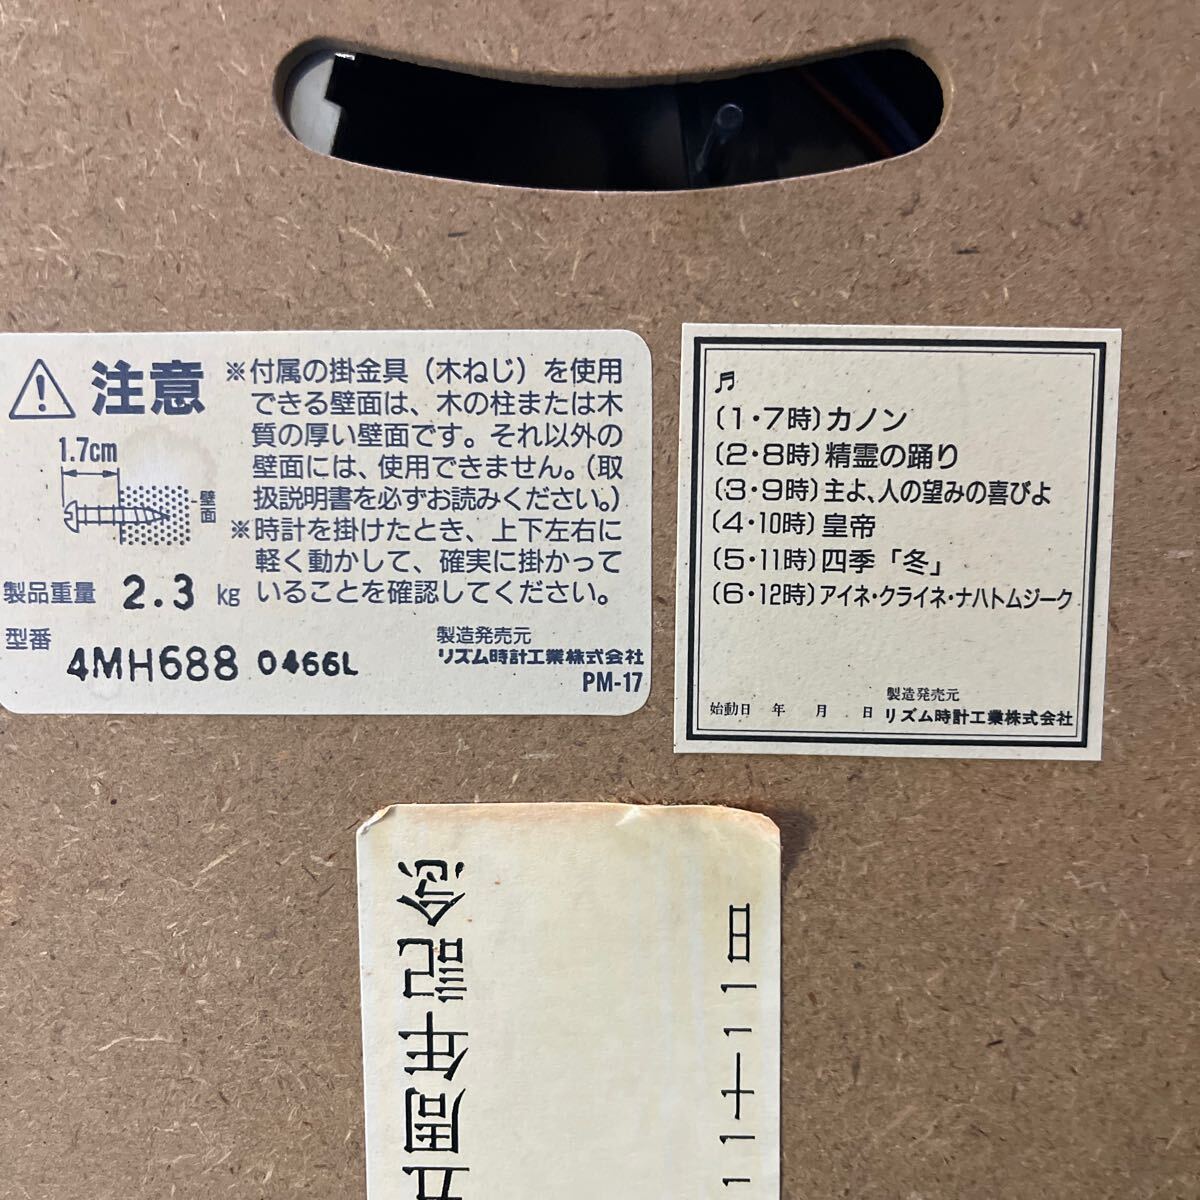 注意
1.7cm
壁面
※付属の掛金具（木ねじ）を使用
できる壁面は、木の柱または木
質の厚い壁面です。それ以外の
壁面には、使用できません。（取
扱説明書を必ずお読みください。）
※時計を掛けたとき、上下左右に
軽く動かして、確実に掛かって
いることを確認してください。
製品重量 2.3 kg
型番 4MH688 0466L
製造発売元
リズム時計工業株式会社
PM-17
♬
(1・7時)カノン
(2・8時)精霊の踊り
(3・9時)主よ、人の望みの喜びよ
(4・10時)皇帝
(5・11時)四季「冬」
(6・12時)アイネ・クライネ・ナハトムジーク
製造発売元
始動日 年 月 日 リズム時計工業株式会社
周年記念
日